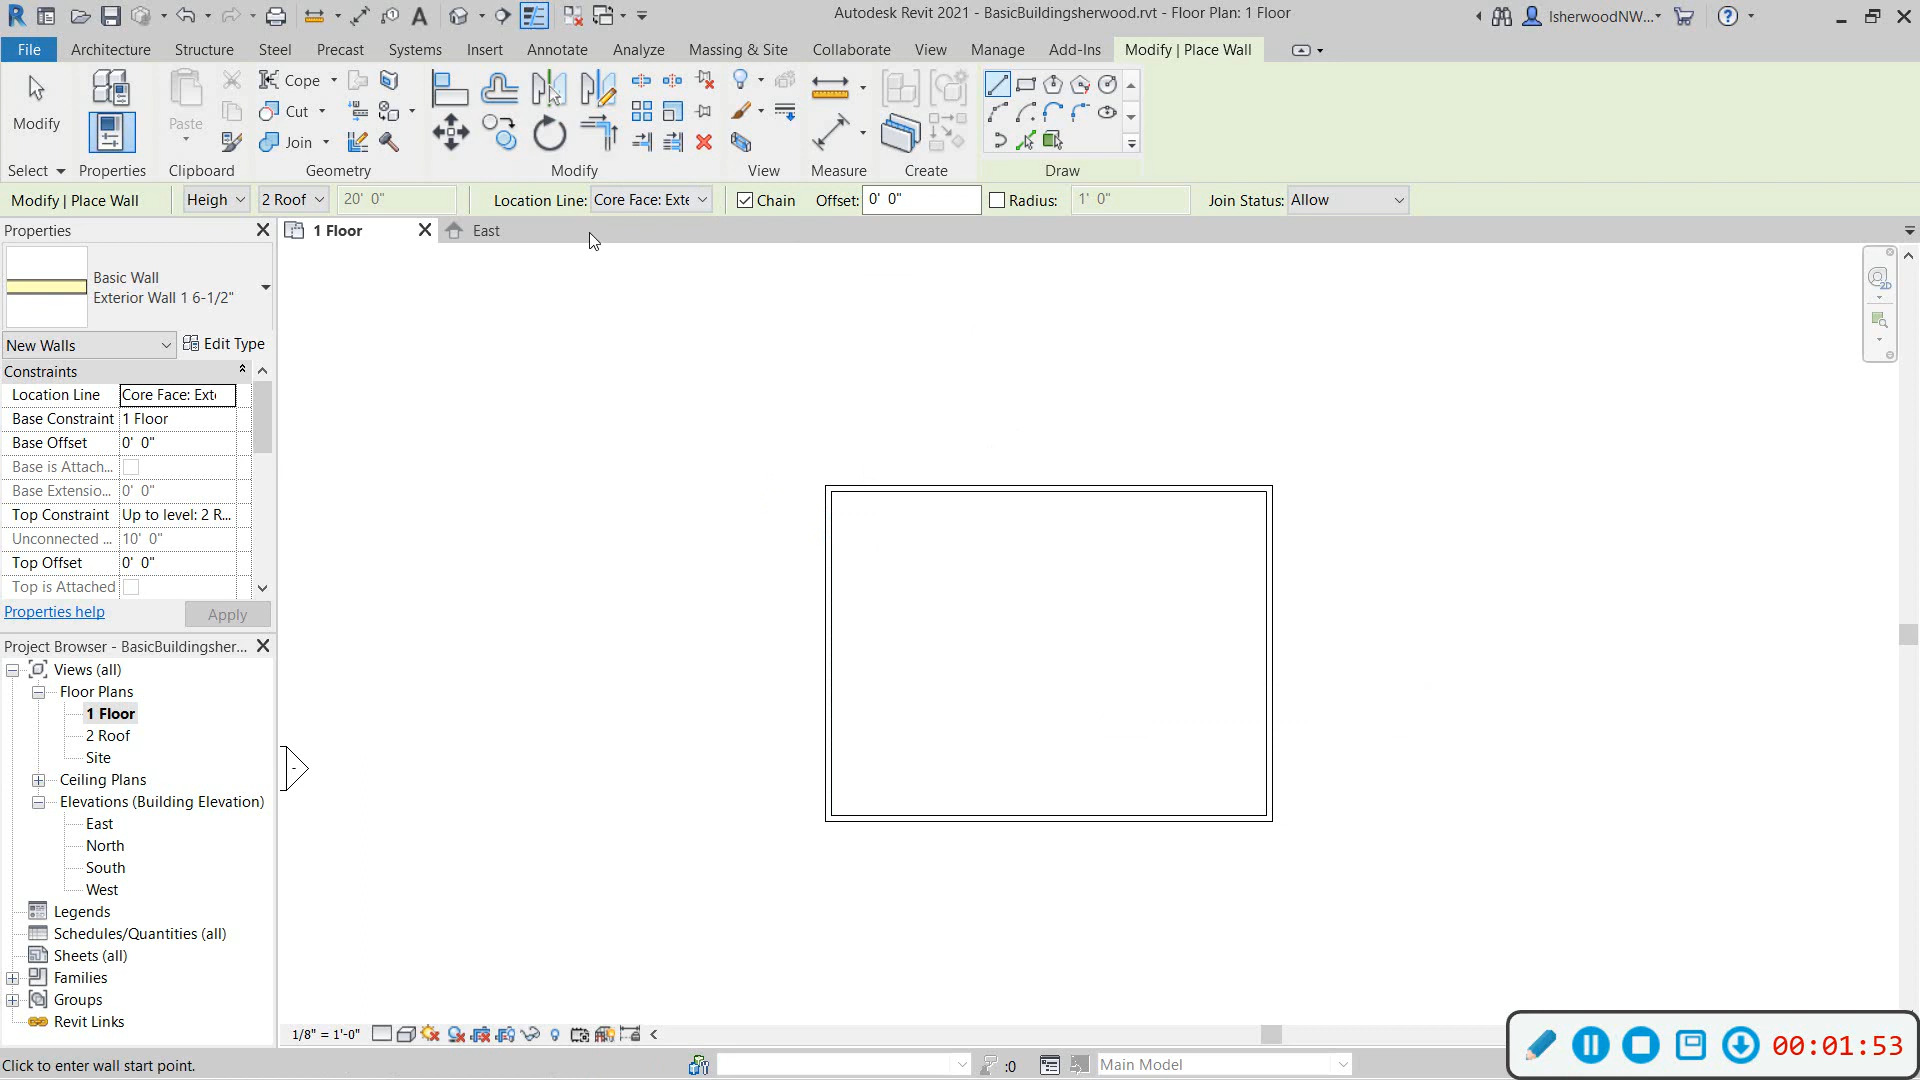 Autodesk Revit 2021 - BasicBuildingsherwood.rvt - Floor Plan: 1 Floor
IsherwoodNW...
File Architecture Structure Steel Precast Systems Insert Annotate Analyze Massing & Site Collaborate View Manage Add-Ins Modify | Place Wall
Modify
Paste
Cope
Cut
Join
Select Properties Clipboard Geometry Modify View Measure Create Draw
Modify | Place Wall Heigh 2 Roof 20' 0" Location Line: Core Face: Exte Chain Offset: 0' 0" Radius: 1' 0" Join Status: Allow
Properties
1 Floor
East
Basic Wall
Exterior Wall 1 6-1/2"
New Walls
Edit Type
Constraints
Location Line Core Face: Exte
Base Constraint 1 Floor
Base Offset 0' 0"
Base is Attach...
Base Extensio... 0' 0"
Top Constraint Up to level: 2 R...
Unconnected ... 10' 0"
Top Offset 0' 0"
Top is Attached
Properties help
Apply
Project Browser - BasicBuildingsher...
Views (all)
Floor Plans
1 Floor
2 Roof
Site
Ceiling Plans
Elevations (Building Elevation)
East
North
South
West
Legends
Schedules/Quantities (all)
Sheets (all)
Families
Groups
Revit Links
2D
1/8" = 1'-0"
Click to enter wall start point.
:0
Main Model
00:01:53